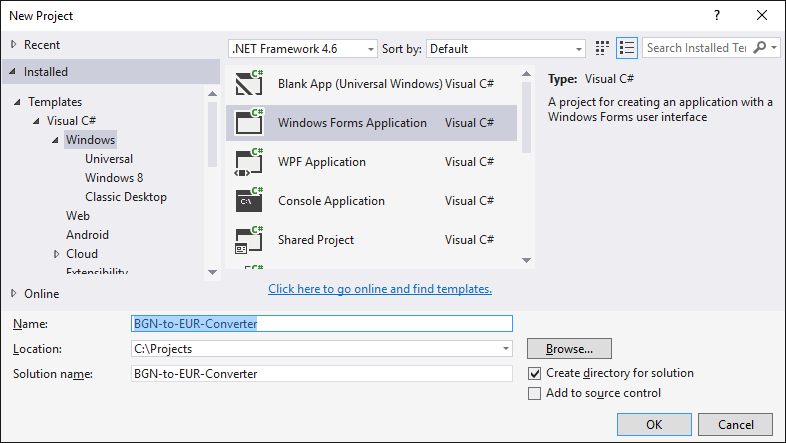 New Project
Recent
.NET Framework 4.6
Sort by:
Default
Search Installed Te
Installed
Templates
Visual C#
Windows
Universal
Windows 8
Classic Desktop
Web
Android
Cloud
Extensibility
Online
Blank App (Universal Windows) Visual C#
Windows Forms Application Visual C#
WPF Application Visual C#
Console Application Visual C#
Shared Project Visual C#
Type: Visual C#
A project for creating an application with a
Windows Forms user interface
Click here to go online and find templates.
Name: BGN-to-EUR-Converter
Location: C:\Projects
Browse...
Solution name: BGN-to-EUR-Converter
Create directory for solution
Add to source control
OK
Cancel